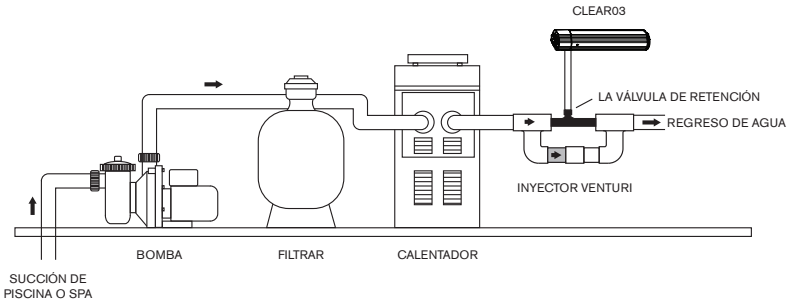 CLEAR03
LA VÁLVULA DE RETENCIÓN
REGRESO DE AGUA
INYECTOR VENTURI
BOMBA
FILTRAR
CALENTADOR
SUCCIÓN DE
PISCINA O SPA